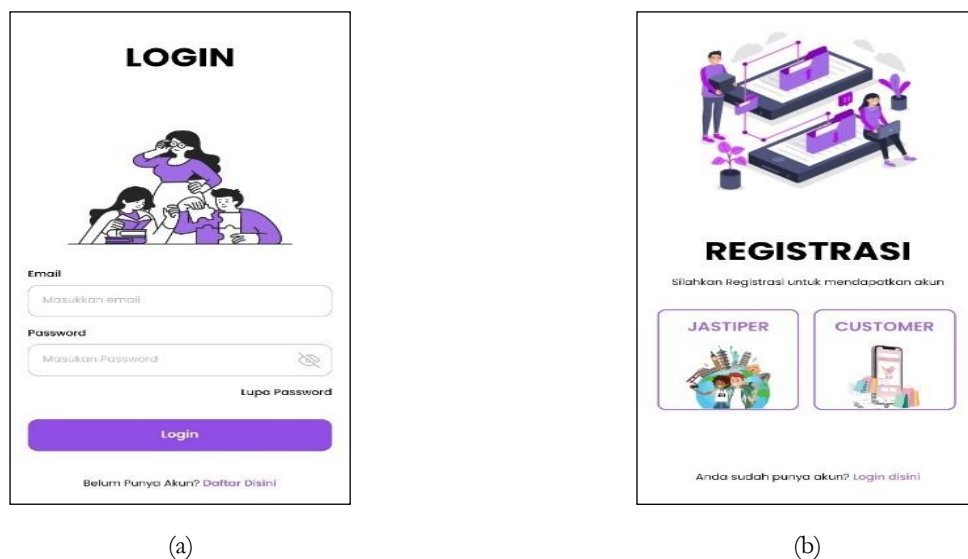 LOGIN
Email
Masukkan email
Password
Masukan Password
Lupa Password
Login
Belum Punya Akun? Daftar Disini
(a)
REGISTRASI
Silahkan Registrasi untuk mendapatkan akun
JASTIPER
CUSTOMER
Anda sudah punya akun? Login disini
(b)